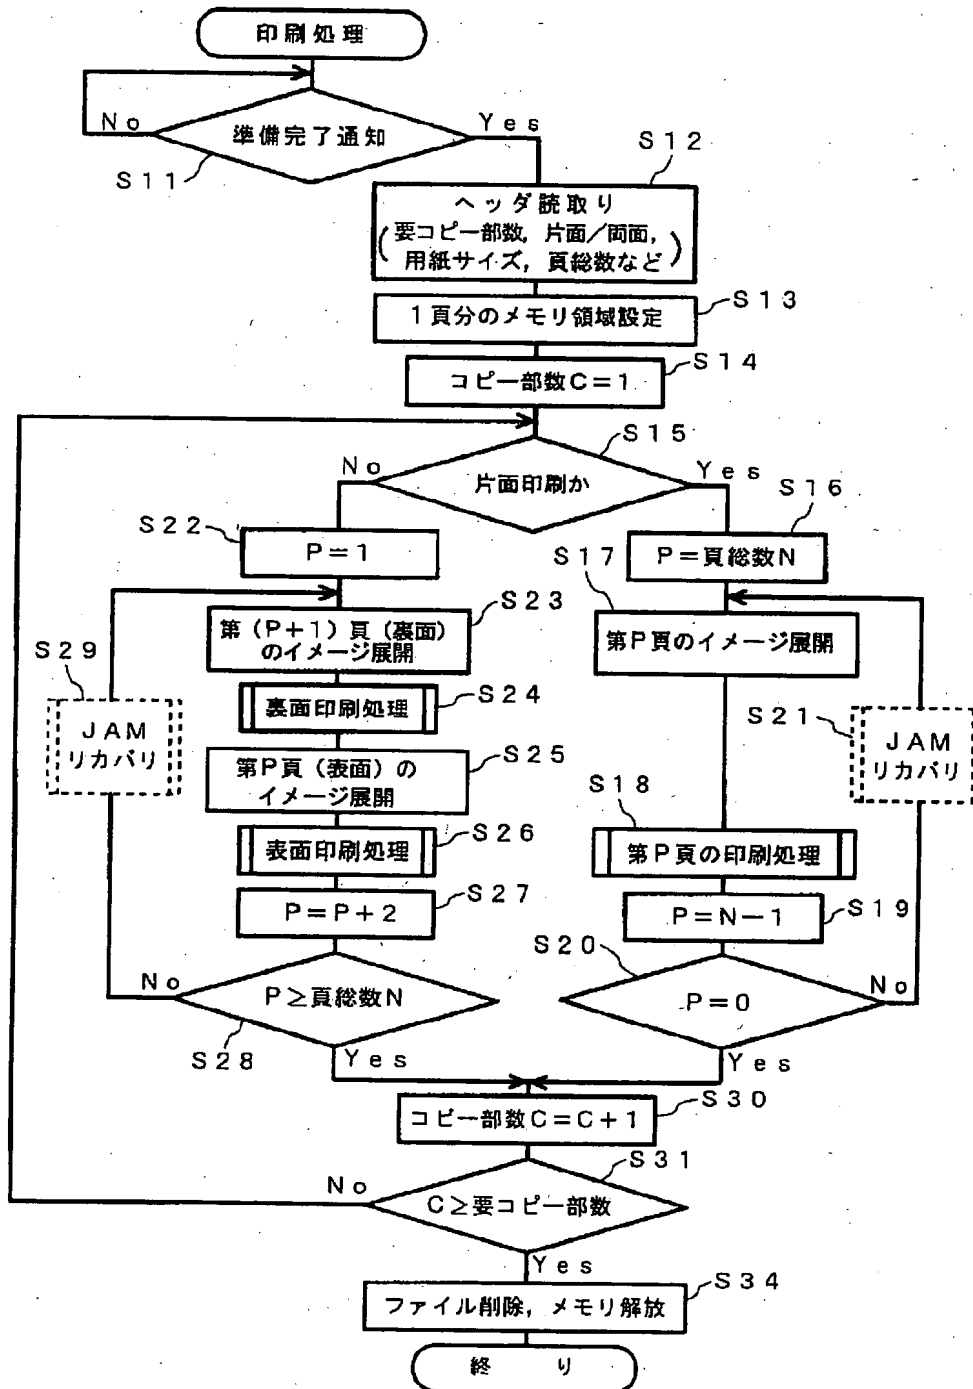 印刷処理
No
準備完了通知
Yes
S11
S12
ヘッダ読取り
(要コピー部数, 片面/両面,
用紙サイズ, 頁総数など)
S13
1頁分のメモリ領域設定
S14
コピー部数C=1
S15
No
片面印刷か
Yes
S16
S22
P=1
P=頁総数N
S17
S23
第(P+1)頁(裏面)
のイメージ展開
第P頁のイメージ展開
S29
JAM
リカバリ
S24
裏面印刷処理
S21
JAM
リカバリ
S25
第P頁(表面)の
イメージ展開
S18
S26
表面印刷処理
第P頁の印刷処理
S27
P=P+2
P=N-1
S19
S20
No
P≥頁総数N
P=0
No
S28
Yes
Yes
S30
コピー部数C=C+1
S31
No
C≥要コピー部数
Yes
S34
ファイル削除, メモリ解放
終り